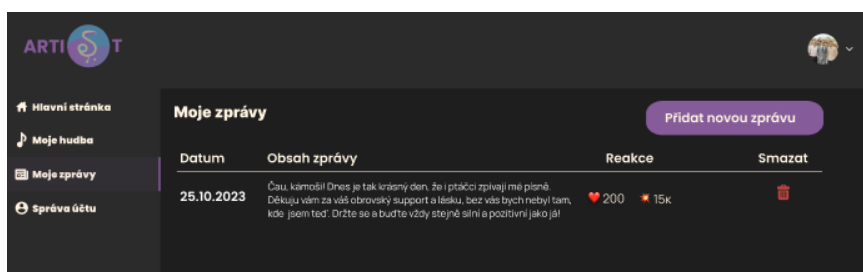 ARTIST
Hlavní stránka
Moje hudba
Moje zprávy
Správa účtu
Moje zprávy
Přidat novou zprávu
Datum Obsah zprávy Reakce Smazat
25.10.2023
Čau, kámoši! Dnes je tak krásný den, že i ptáčci zpívají mé písně.
Děkuju vám za váš obrovský support a lásku, bez vás bych nebyl tam,
kde jsem teď. Držte se a buďte vždy stejně silní a pozitivní jako já!
200 15K